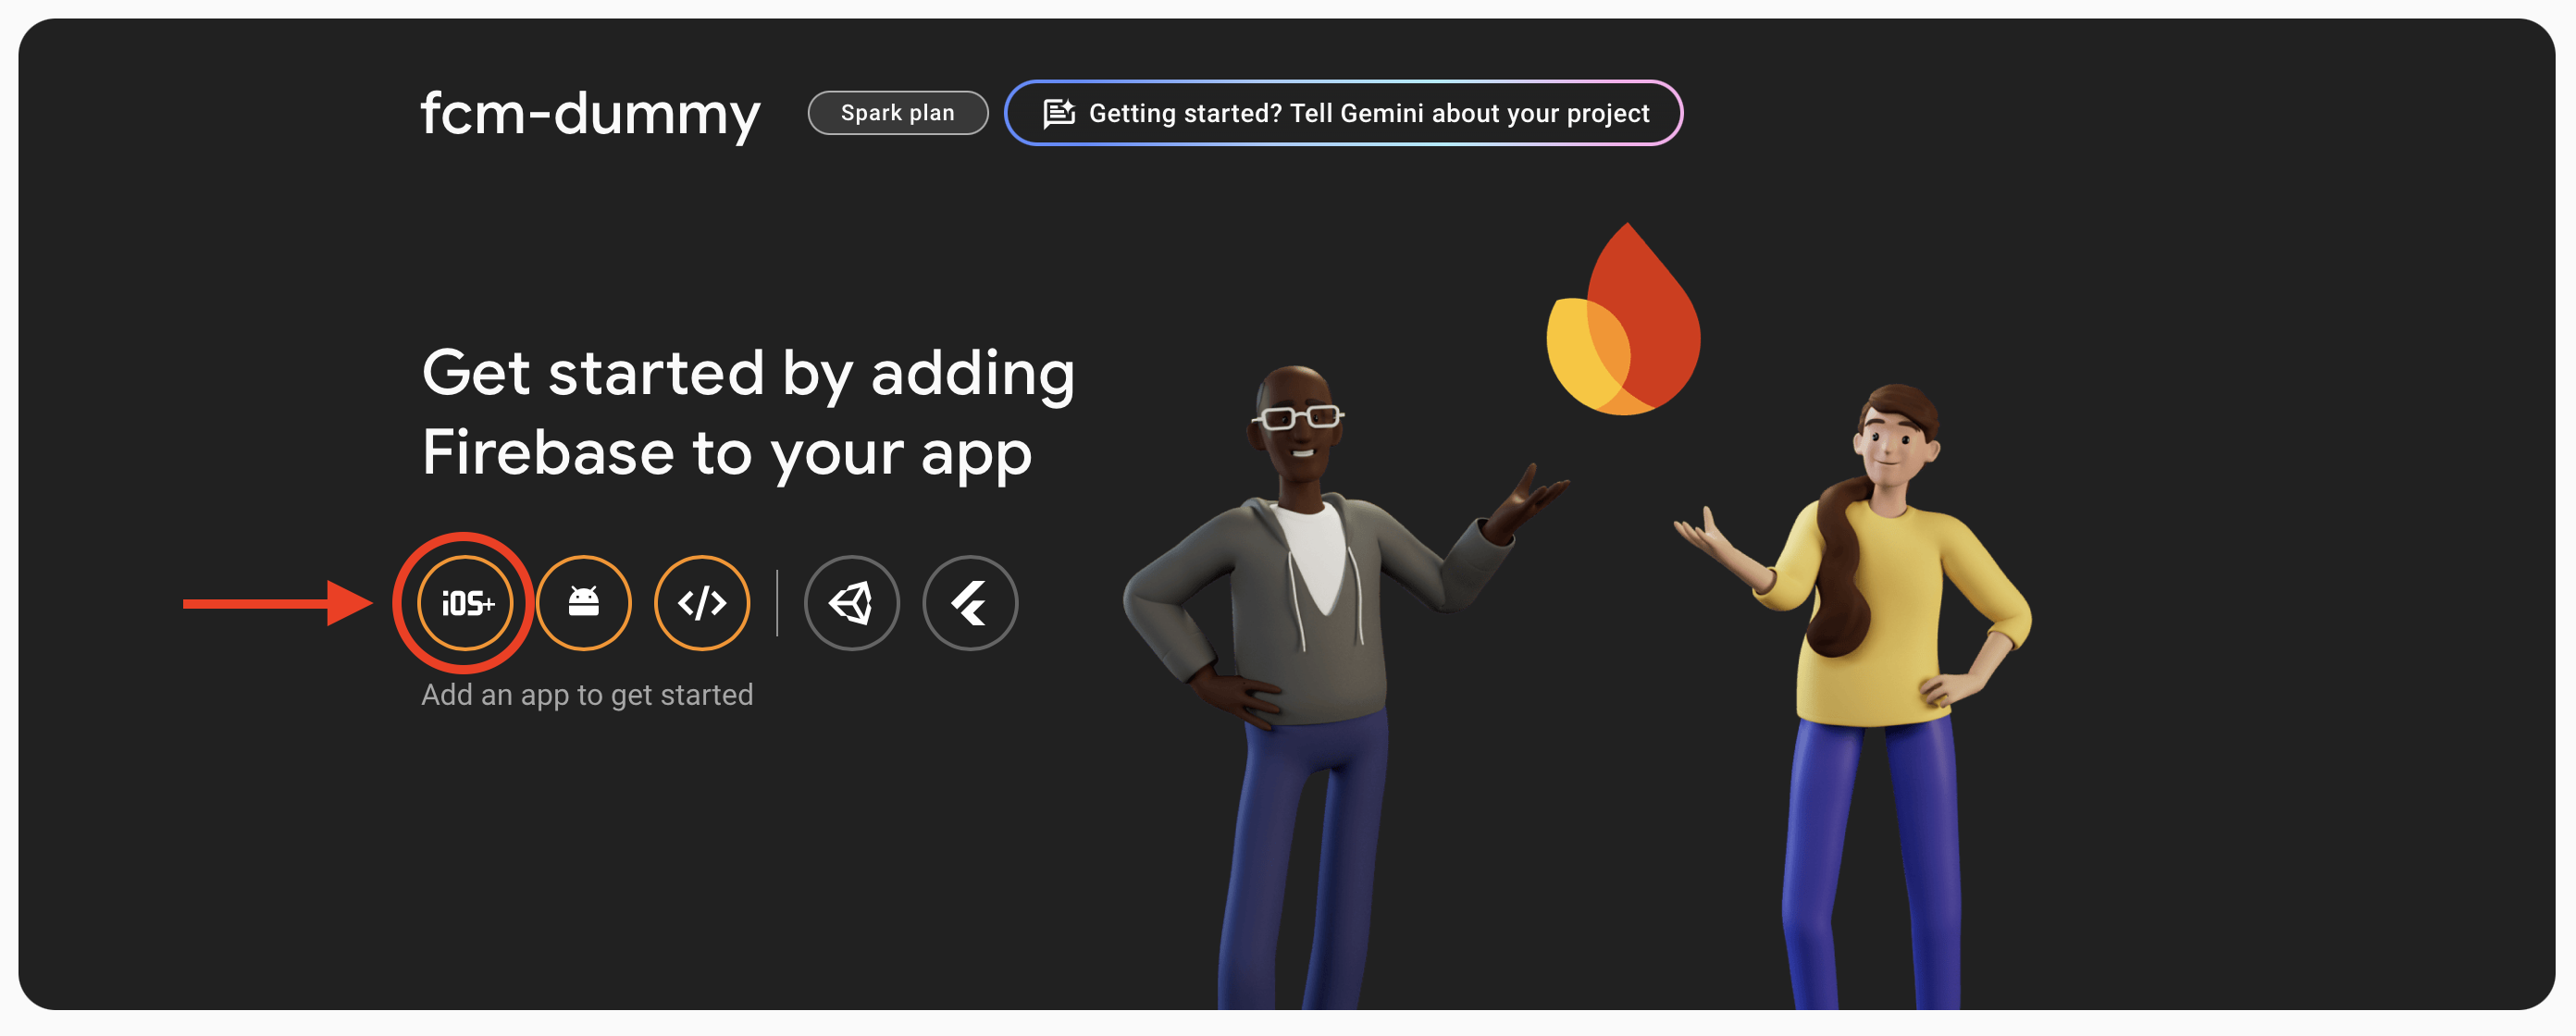 fcm-dummy
Spark plan
Getting started? Tell Gemini about your project
Get started by adding
Firebase to your app
iOS+
Add an app to get started